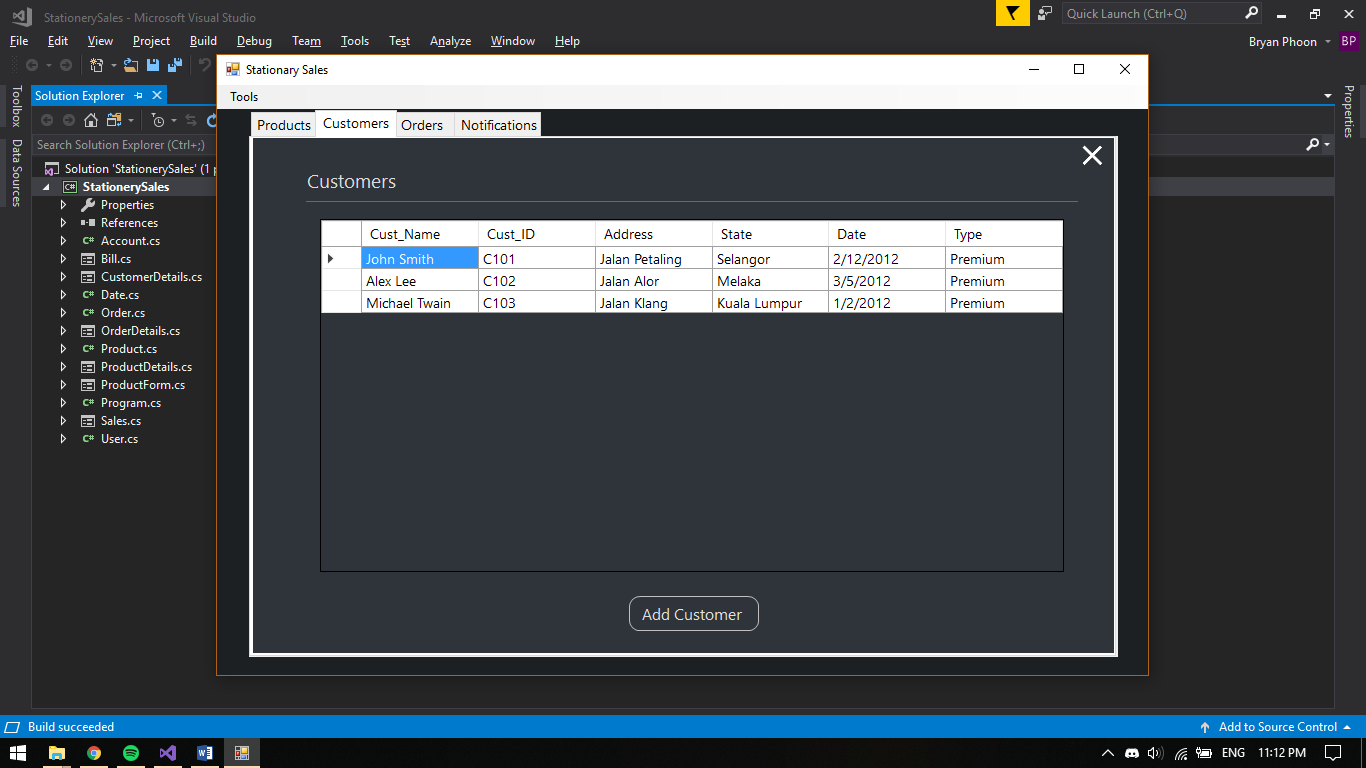 StationerySales - Microsoft Visual Studio
Quick Launch (Ctrl+Q)
File Edit View Project Build Debug Team Tools Test Analyze Window Help
Bryan Phoon BP
Stationary Sales
Tools
Products Customers Orders Notifications
Customers
Cust_Name Cust_ID Address State Date Type
John Smith C101 Jalan Petaling Selangor 2/12/2012 Premium
Alex Lee C102 Jalan Alor Melaka 3/5/2012 Premium
Michael Twain C103 Jalan Klang Kuala Lumpur 1/2/2012 Premium
Add Customer
Toolbox
Data Sources
Solution Explorer
Search Solution Explorer (Ctrl+;)
Solution 'StationerySales' (1 p
C# StationerySales
Properties
References
C# Account.cs
Bill.cs
CustomerDetails.cs
C# Date.cs
C# Order.cs
OrderDetails.cs
C# Product.cs
ProductDetails.cs
ProductForm.cs
C# Program.cs
Sales.cs
C# User.cs
Properties
Build succeeded
Add to Source Control
ENG 11:12 PM